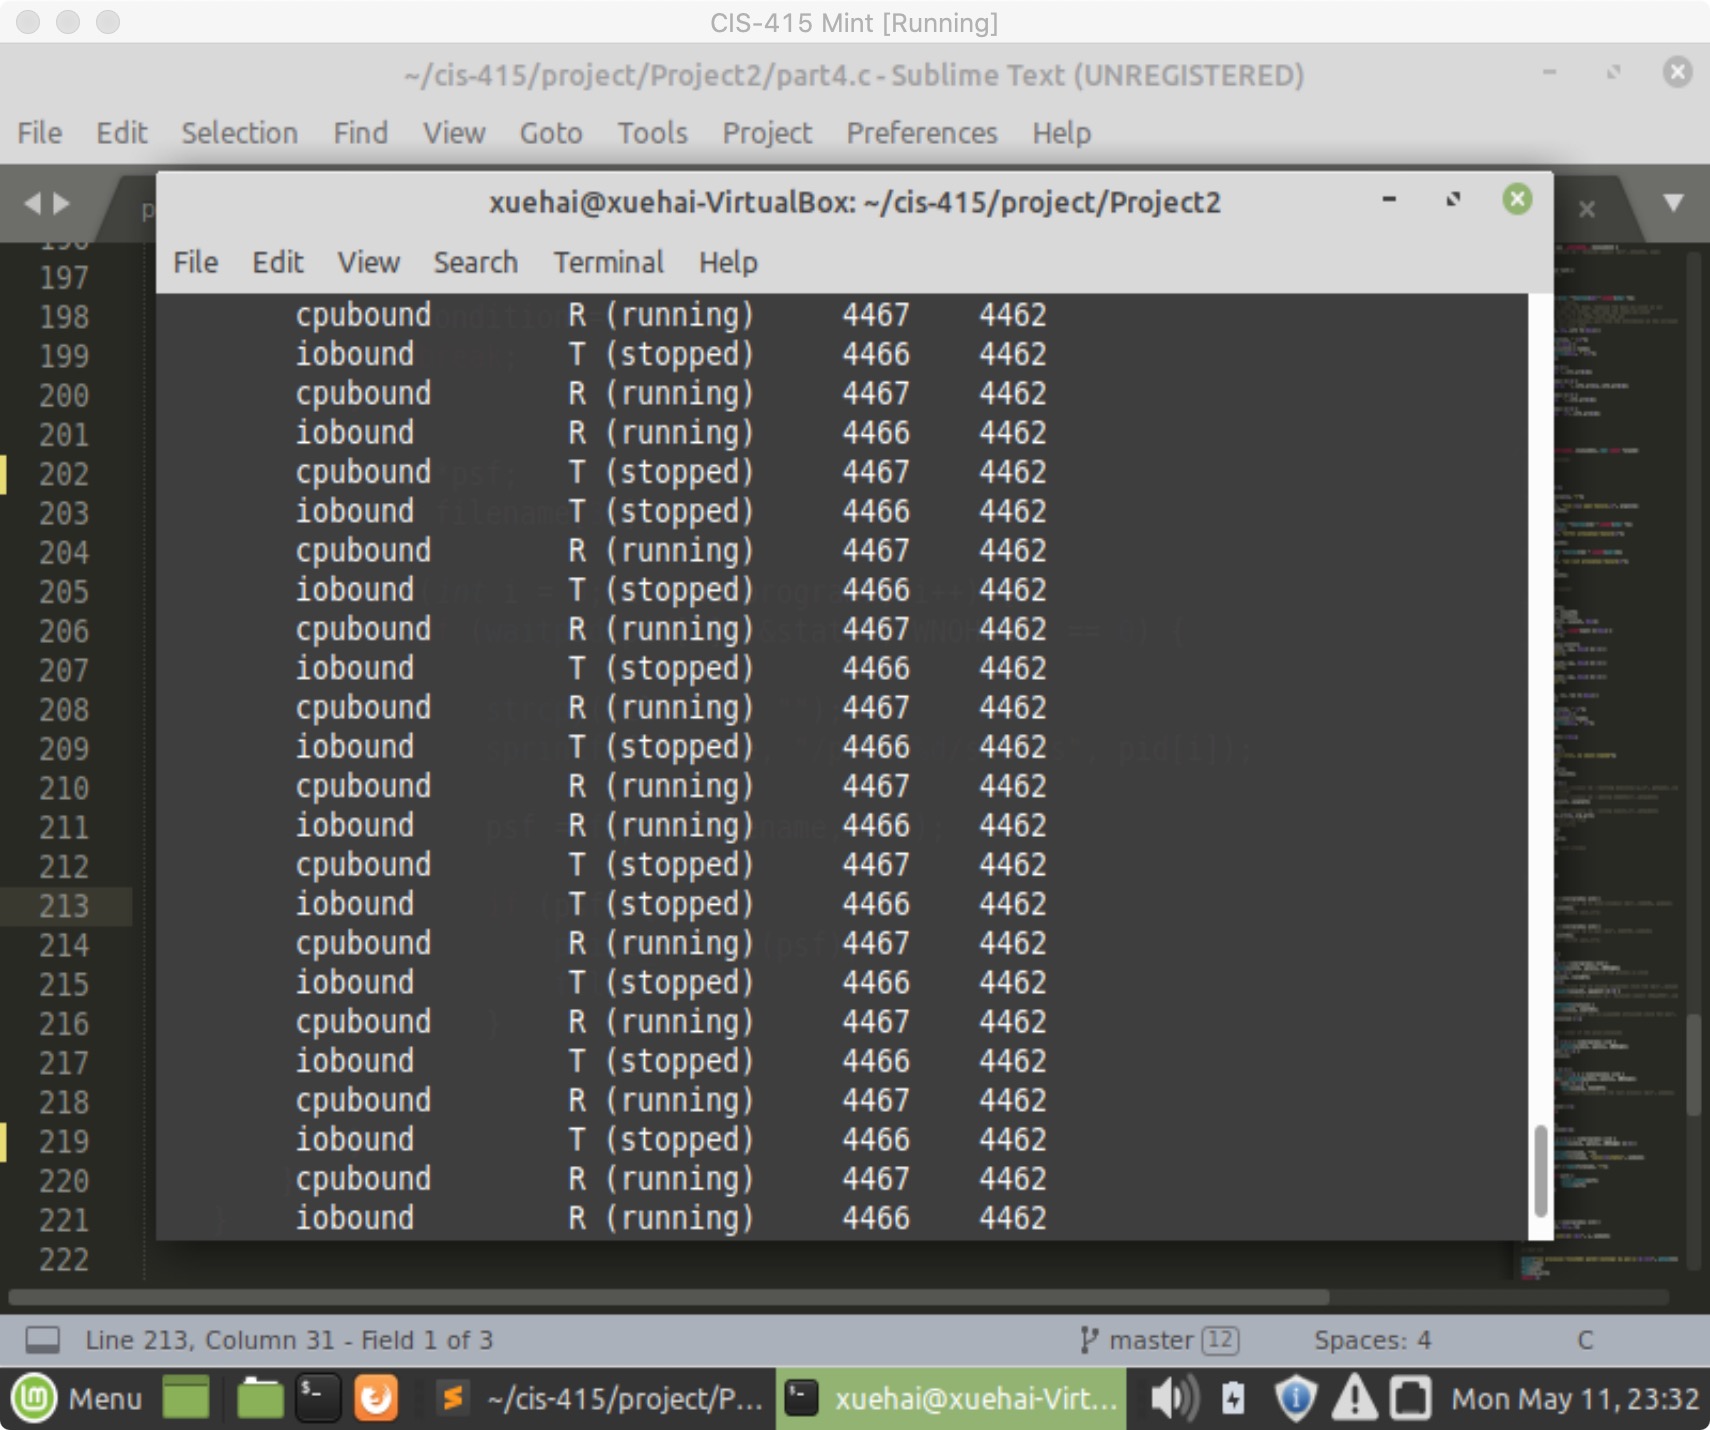 CIS-415 Mint [Running]
~/cis-415/project/Project2/part4.c - Sublime Text (UNREGISTERED)
File Edit Selection Find View Goto Tools Project Preferences Help
xuehai@xuehai-VirtualBox: ~/cis-415/project/Project2
File Edit View Search Terminal Help
197
198 cpubound R (running) 4467 4462
199 iobound T (stopped) 4466 4462
200 cpubound R (running) 4467 4462
201 iobound R (running) 4466 4462
202 cpubound T (stopped) 4467 4462
203 iobound T (stopped) 4466 4462
204 cpubound R (running) 4467 4462
205 iobound T (stopped) 4466 4462
206 cpubound R (running) 4467 4462
207 iobound T (stopped) 4466 4462
208 cpubound R (running) 4467 4462
209 iobound T (stopped) 4466 4462
210 cpubound R (running) 4467 4462
211 iobound R (running) 4466 4462
212 cpubound T (stopped) 4467 4462
213 iobound T (stopped) 4466 4462
214 cpubound R (running) 4467 4462
215 iobound T (stopped) 4466 4462
216 cpubound R (running) 4467 4462
217 iobound T (stopped) 4466 4462
218 cpubound R (running) 4467 4462
219 iobound T (stopped) 4466 4462
220 cpubound R (running) 4467 4462
221 iobound R (running) 4466 4462
222
Line 213, Column 31 - Field 1 of 3 master 12 Spaces: 4 C
Menu ~/cis-415/project/P... xuehai@xuehai-Virt... Mon May 11, 23:32